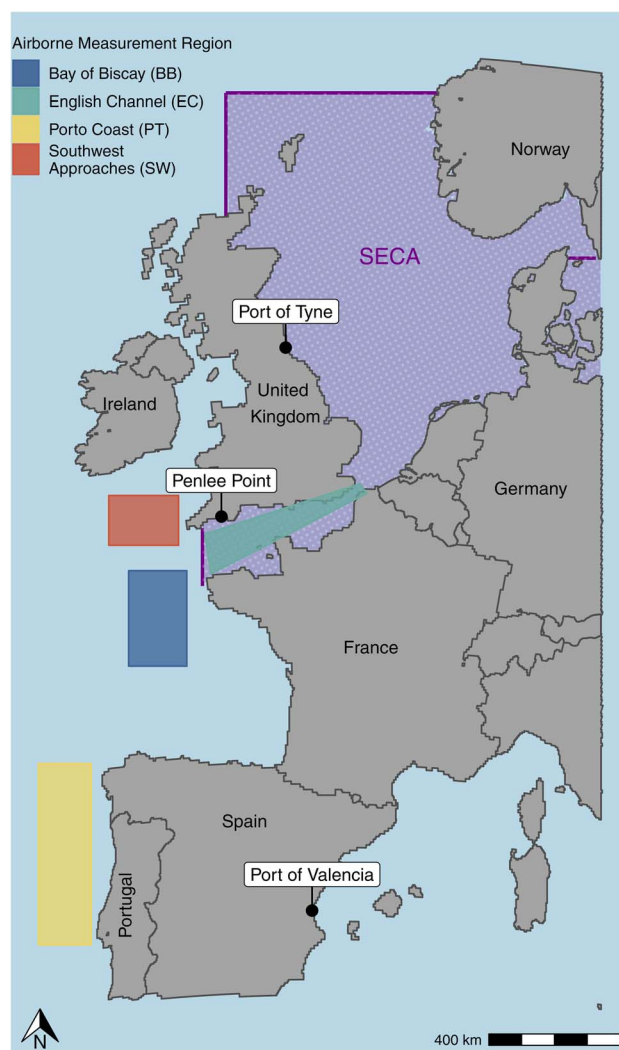 Airborne Measurement Region
Bay of Biscay (BB)
English Channel (EC)
Porto Coast (PT)
Southwest
Approaches (SW)
Norway
SECA
Port of Tyne
United
Kingdom
Ireland
Penlee Point
Germany
France
Spain
Port of Valencia
Portugal
N
400 km